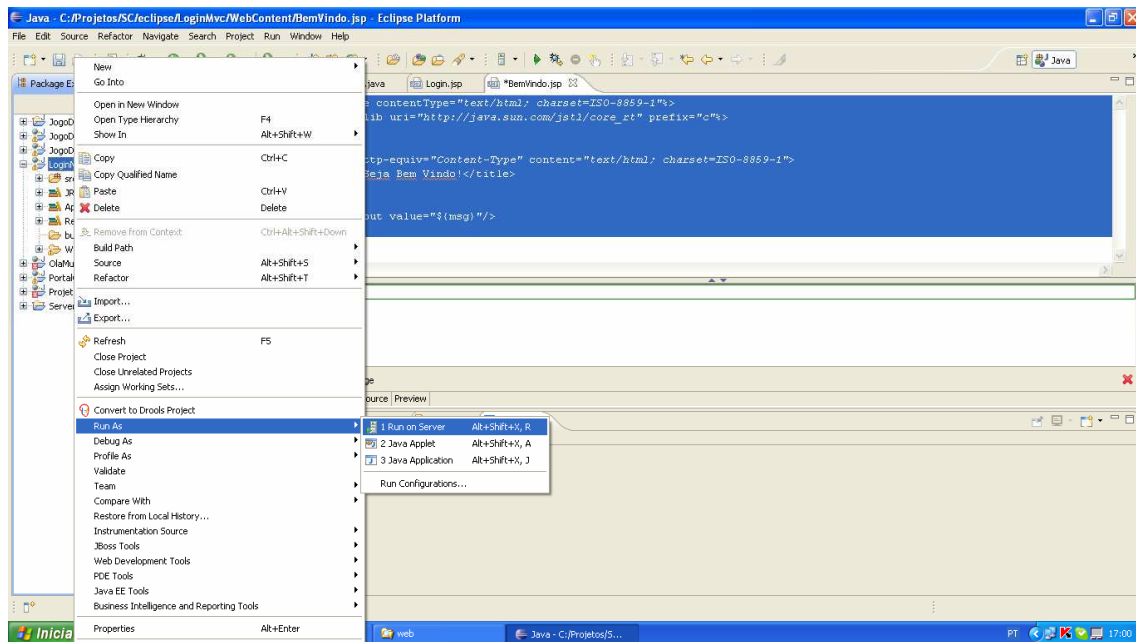 Java - C:/Projetos/SC/eclipse/LoginMvc/WebContent/BemVindo.jsp - Eclipse Platform
File Edit Source Refactor Navigate Search Project Run Window Help
Java
Package E
.java Login.jsp *BemVindo.jsp
JogoD
JogoD
JogoD
LoginM
sr
JR
Ap
Re
bu
W
OlaMu
Portal
Projet
Server
e contentType="text/html; charset=ISO-8859-1"%>
lib uri="http://java.sun.com/jstl/core_rt" prefix="c"%>
ttp-equiv="Content-Type" content="text/html; charset=ISO-8859-1">
Seja Bem Vindo!</title>
out value="${msg}"/>
ge
ource Preview
New
Go Into
Open in New Window
Open Type Hierarchy F4
Show In Alt+Shift+W
Copy Ctrl+C
Copy Qualified Name
Paste Ctrl+V
Delete Delete
Remove from Context Ctrl+Alt+Shift+Down
Build Path
Source Alt+Shift+S
Refactor Alt+Shift+T
Import...
Export...
Refresh F5
Close Project
Close Unrelated Projects
Assign Working Sets...
Convert to Drools Project
Run As
Debug As
Profile As
Validate
Team
Compare With
Restore from Local History...
Instrumentation Source
JBoss Tools
Web Development Tools
PDE Tools
Java EE Tools
Business Intelligence and Reporting Tools
Properties Alt+Enter
1 Run on Server Alt+Shift+X, R
2 Java Applet Alt+Shift+X, A
3 Java Application Alt+Shift+X, J
Run Configurations...
Inicia
web
Java - C:/Projetos/S...
PT
17:00